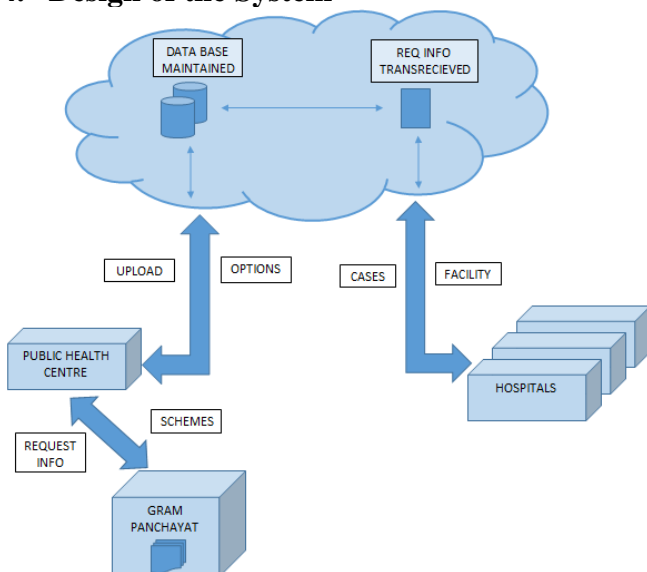 Design of the System
DATA BASE
MAINTAINED
REQ INFO
TRANSRECIEVED
UPLOAD
OPTIONS
CASES
FACILITY
PUBLIC HEALTH
CENTRE
HOSPITALS
SCHEMES
REQUEST
INFO
GRAM
PANCHAYAT